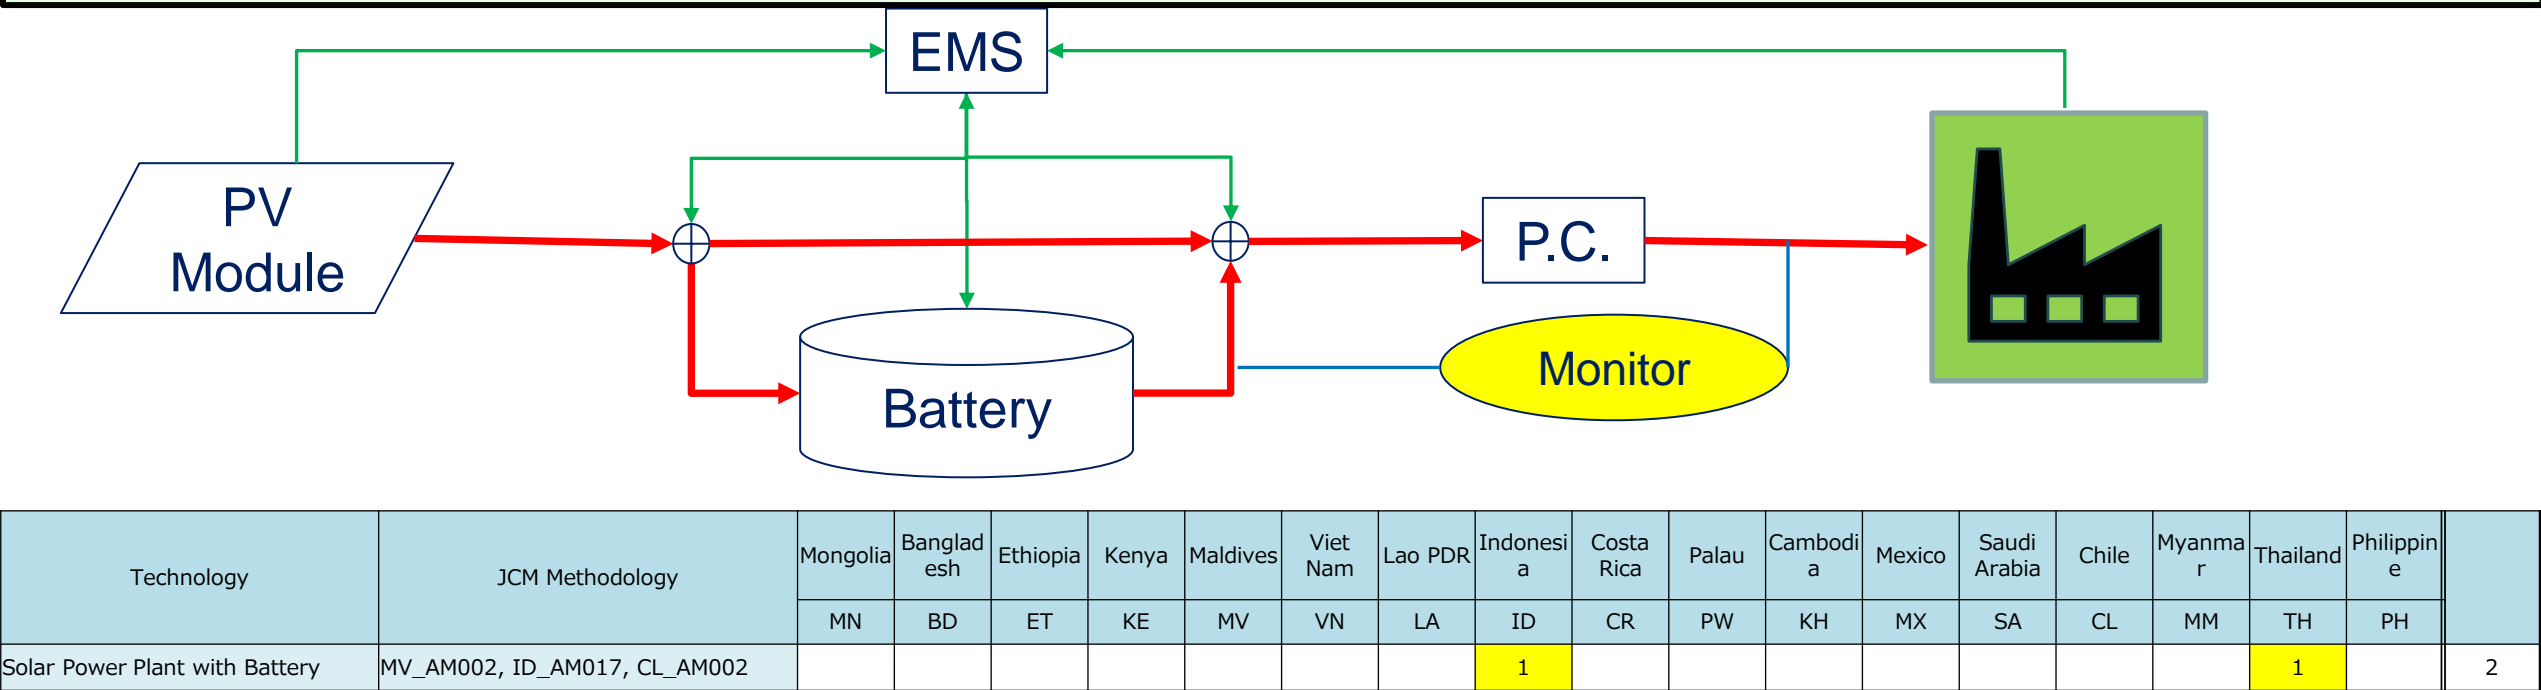 EMS
PV
Module
P.C.
Monitor
Battery
Technology
JCM Methodology
Mongolia
Banglad
esh
Ethiopia
Kenya
Maldives
Viet
Nam
Lao PDR
Indonesi
a
Costa
Rica
Palau
Cambodi
a
Mexico
Saudi
Arabia
Chile
Myanma
r
Thailand
Philippin
e
MN BD ET KE MV VN LA ID CR PW KH MX SA CL MM TH PH
Solar Power Plant with Battery MV_AM002, ID_AM017, CL_AM002 1 1 2